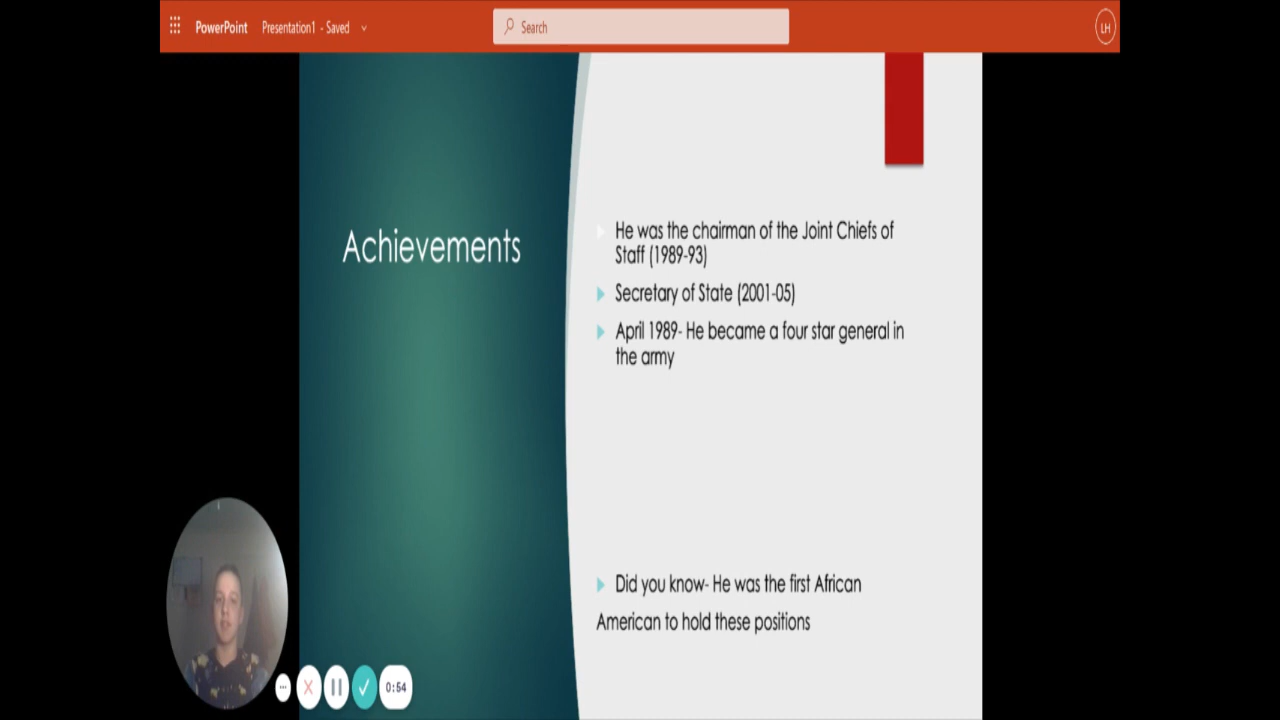 PowerPoint Presentation1 - Saved Search LH
Achievements
He was the chairman of the Joint Chiefs of
Staff (1989-93)
Secretary of State (2001-05)
April 1989- He became a four star general in
the army
Did you know- He was the first African
American to hold these positions
0:54